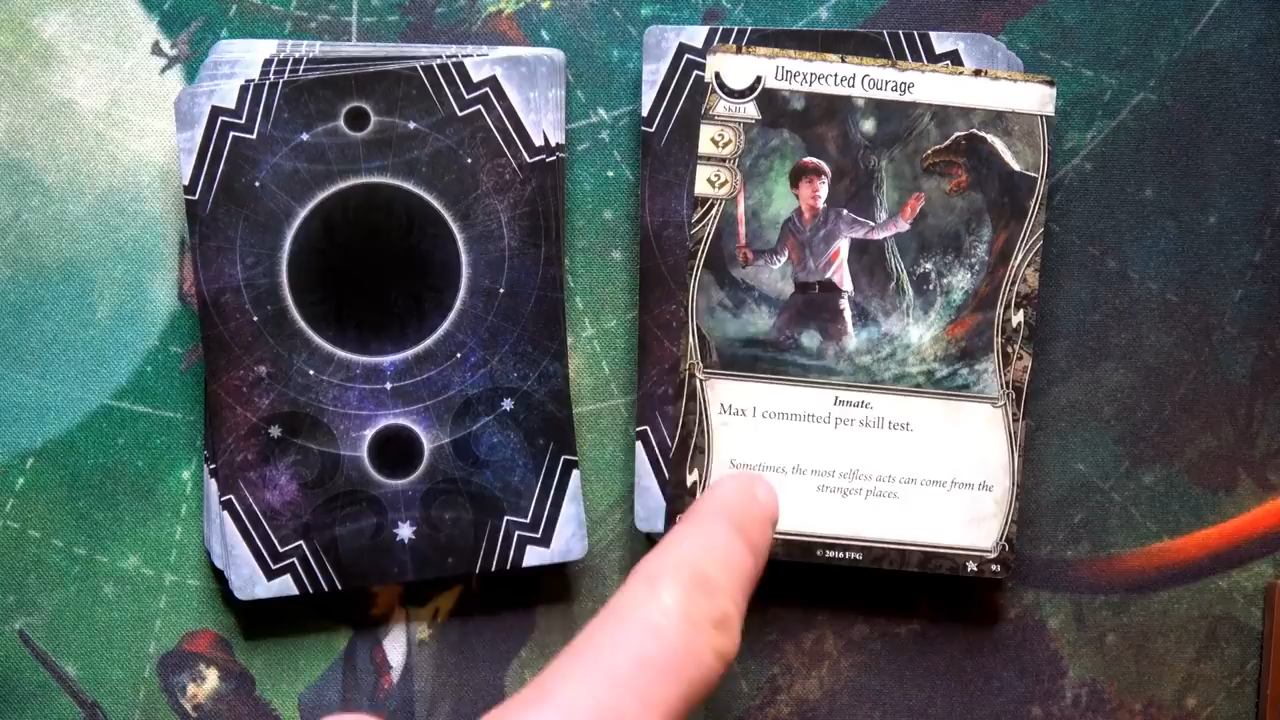 Unexpected Courage
SKILL
?
?
Innate.
Max 1 committed per skill test.
Sometimes, the most selfless acts can come from the
strangest places.
© 2016 FFG
93